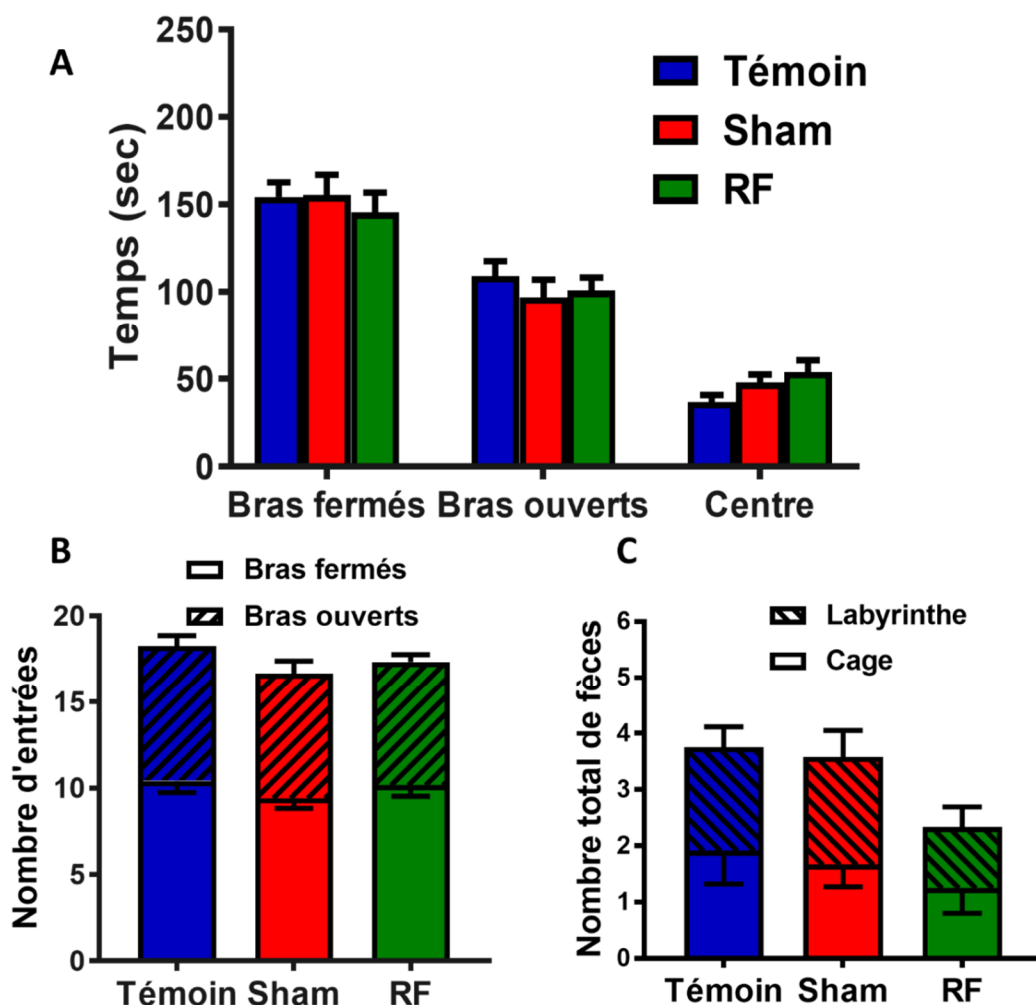 A
Temps (sec)
250
200
150
100
50
0
Témoin
Sham
RF
Bras fermés
Bras ouverts
Centre
B
Bras fermés
Bras ouverts
Nombre d'entrées
20
15
10
5
0
Témoin
Sham
RF
C
Labyrinthe
Cage
Nombre total de fèces
6
5
4
3
2
1
0
Témoin
Sham
RF